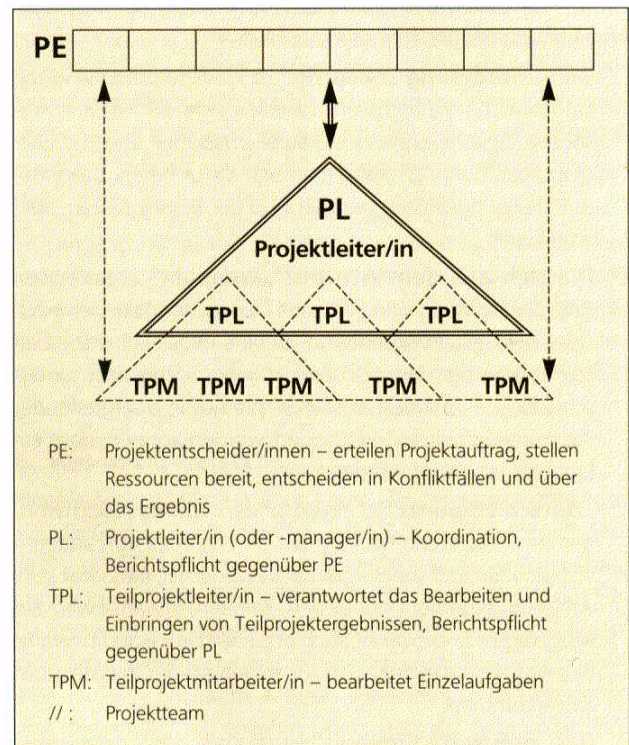 PE
PL
Projektleiter/in
TPL TPL TPL
TPM TPM TPM TPM TPM
PE: Projektentscheider/innen – erteilen Projektauftrag, stellen
Ressourcen bereit, entscheiden in Konfliktfällen und über
das Ergebnis
PL: Projektleiter/in (oder -manager/in) – Koordination,
Berichtspflicht gegenüber PE
TPL: Teilprojektleiter/in – verantwortet das Bearbeiten und
Einbringen von Teilprojektergebnissen, Berichtspflicht
gegenüber PL
TPM: Teilprojektmitarbeiter/in – bearbeitet Einzelaufgaben
// : Projektteam